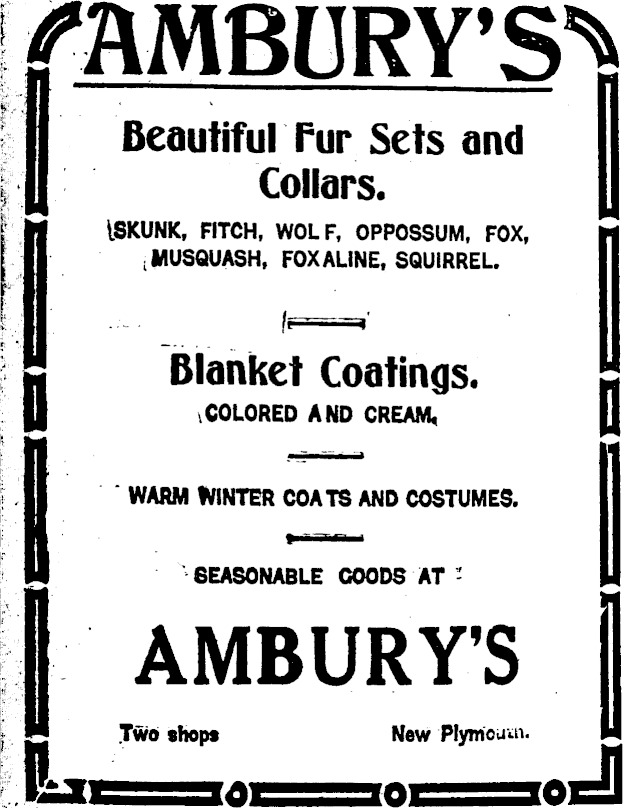 AMBURY'S
Beautiful Fur Sets and
Collars.
SKUNK, FITCH, WOLF, OPPOSSUM, FOX,
MUSQUASH, FOXALINE, SQUIRREL.
Blanket Coatings.
COLORED AND CREAM.
WARM WINTER COATS AND COSTUMES.
SEASONABLE GOODS AT
AMBURY'S
Two shops New Plymouth.